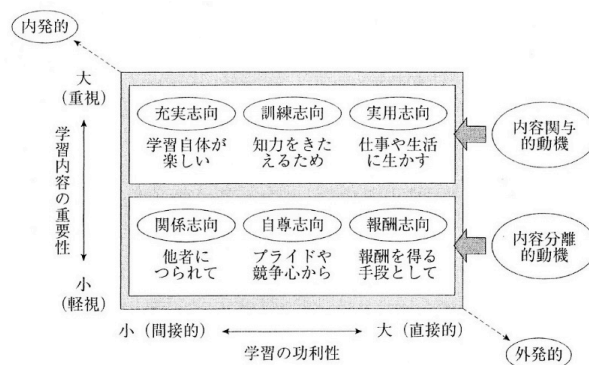 内発的
大
(重視)
学習内容の重要性
小
(軽視)
充実志向
学習自体が
楽しい
訓練志向
知力をきた
えるため
実用志向
仕事や生活
に生かす
内容関与
的動機
関係志向
他者に
つられて
自尊志向
プライドや
競争心から
報酬志向
報酬を得る
手段として
内容分離
的動機
小(間接的)
大(直接的)
学習の功利性
外発的